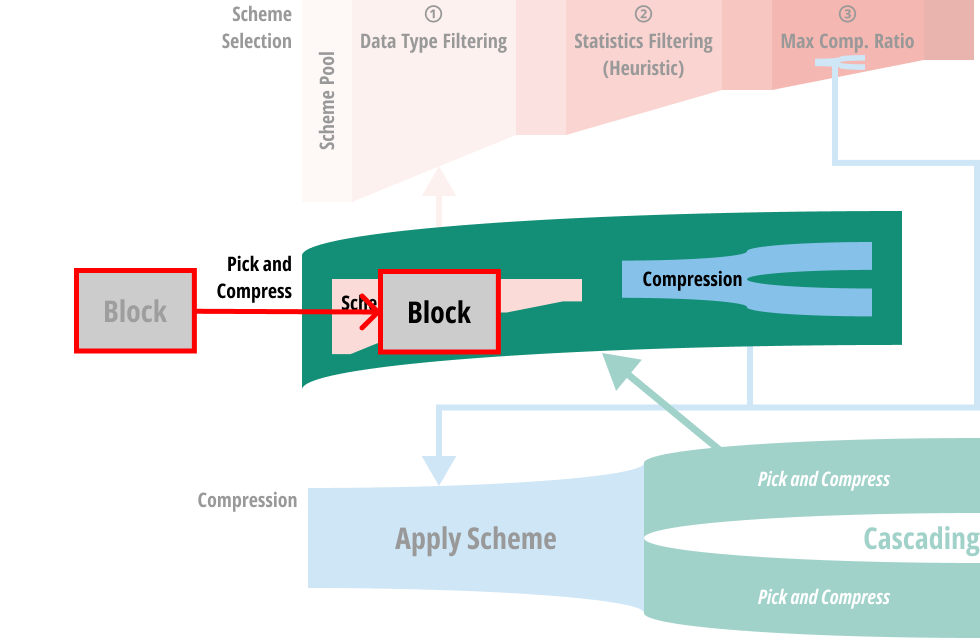 Scheme
Selection
①
②
③
Data Type Filtering
Statistics Filtering
(Heuristic)
Max Comp. Ratio
Scheme Pool
Pick and
Compress
Block
Sche
Block
Compression
Compression
Apply Scheme
Pick and Compress
Cascading
Pick and Compress